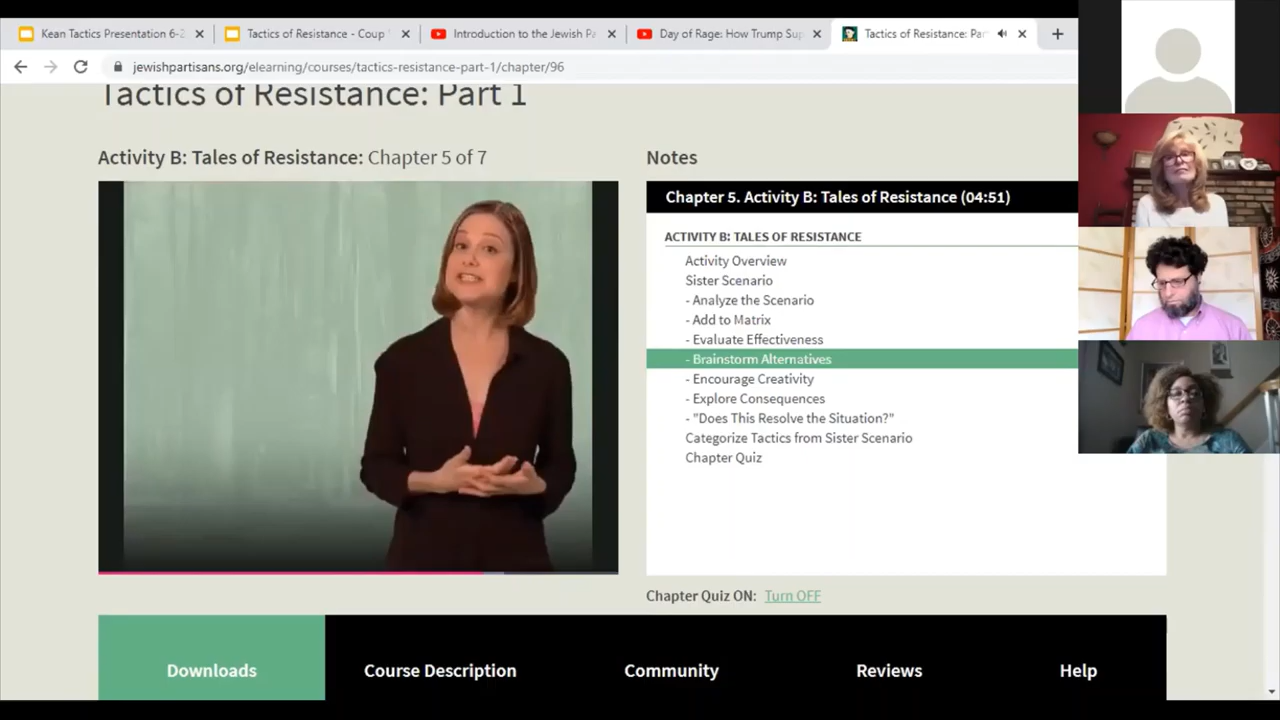 Kean Tactics Presentation 6-2
Tactics of Resistance - Coup
Introduction to the Jewish Pa
Day of Rage: How Trump Sup
Tactics of Resistance: Par
jewishpartisans.org/elearning/courses/tactics-resistance-part-1/chapter/96
Tactics of Resistance: Part 1
Activity B: Tales of Resistance: Chapter 5 of 7
Notes
Chapter 5. Activity B: Tales of Resistance (04:51)
ACTIVITY B: TALES OF RESISTANCE
Activity Overview
Sister Scenario
- Analyze the Scenario
- Add to Matrix
- Evaluate Effectiveness
- Brainstorm Alternatives
- Encourage Creativity
- Explore Consequences
- "Does This Resolve the Situation?"
Categorize Tactics from Sister Scenario
Chapter Quiz
Chapter Quiz ON: Turn OFF
Downloads
Course Description
Community
Reviews
Help